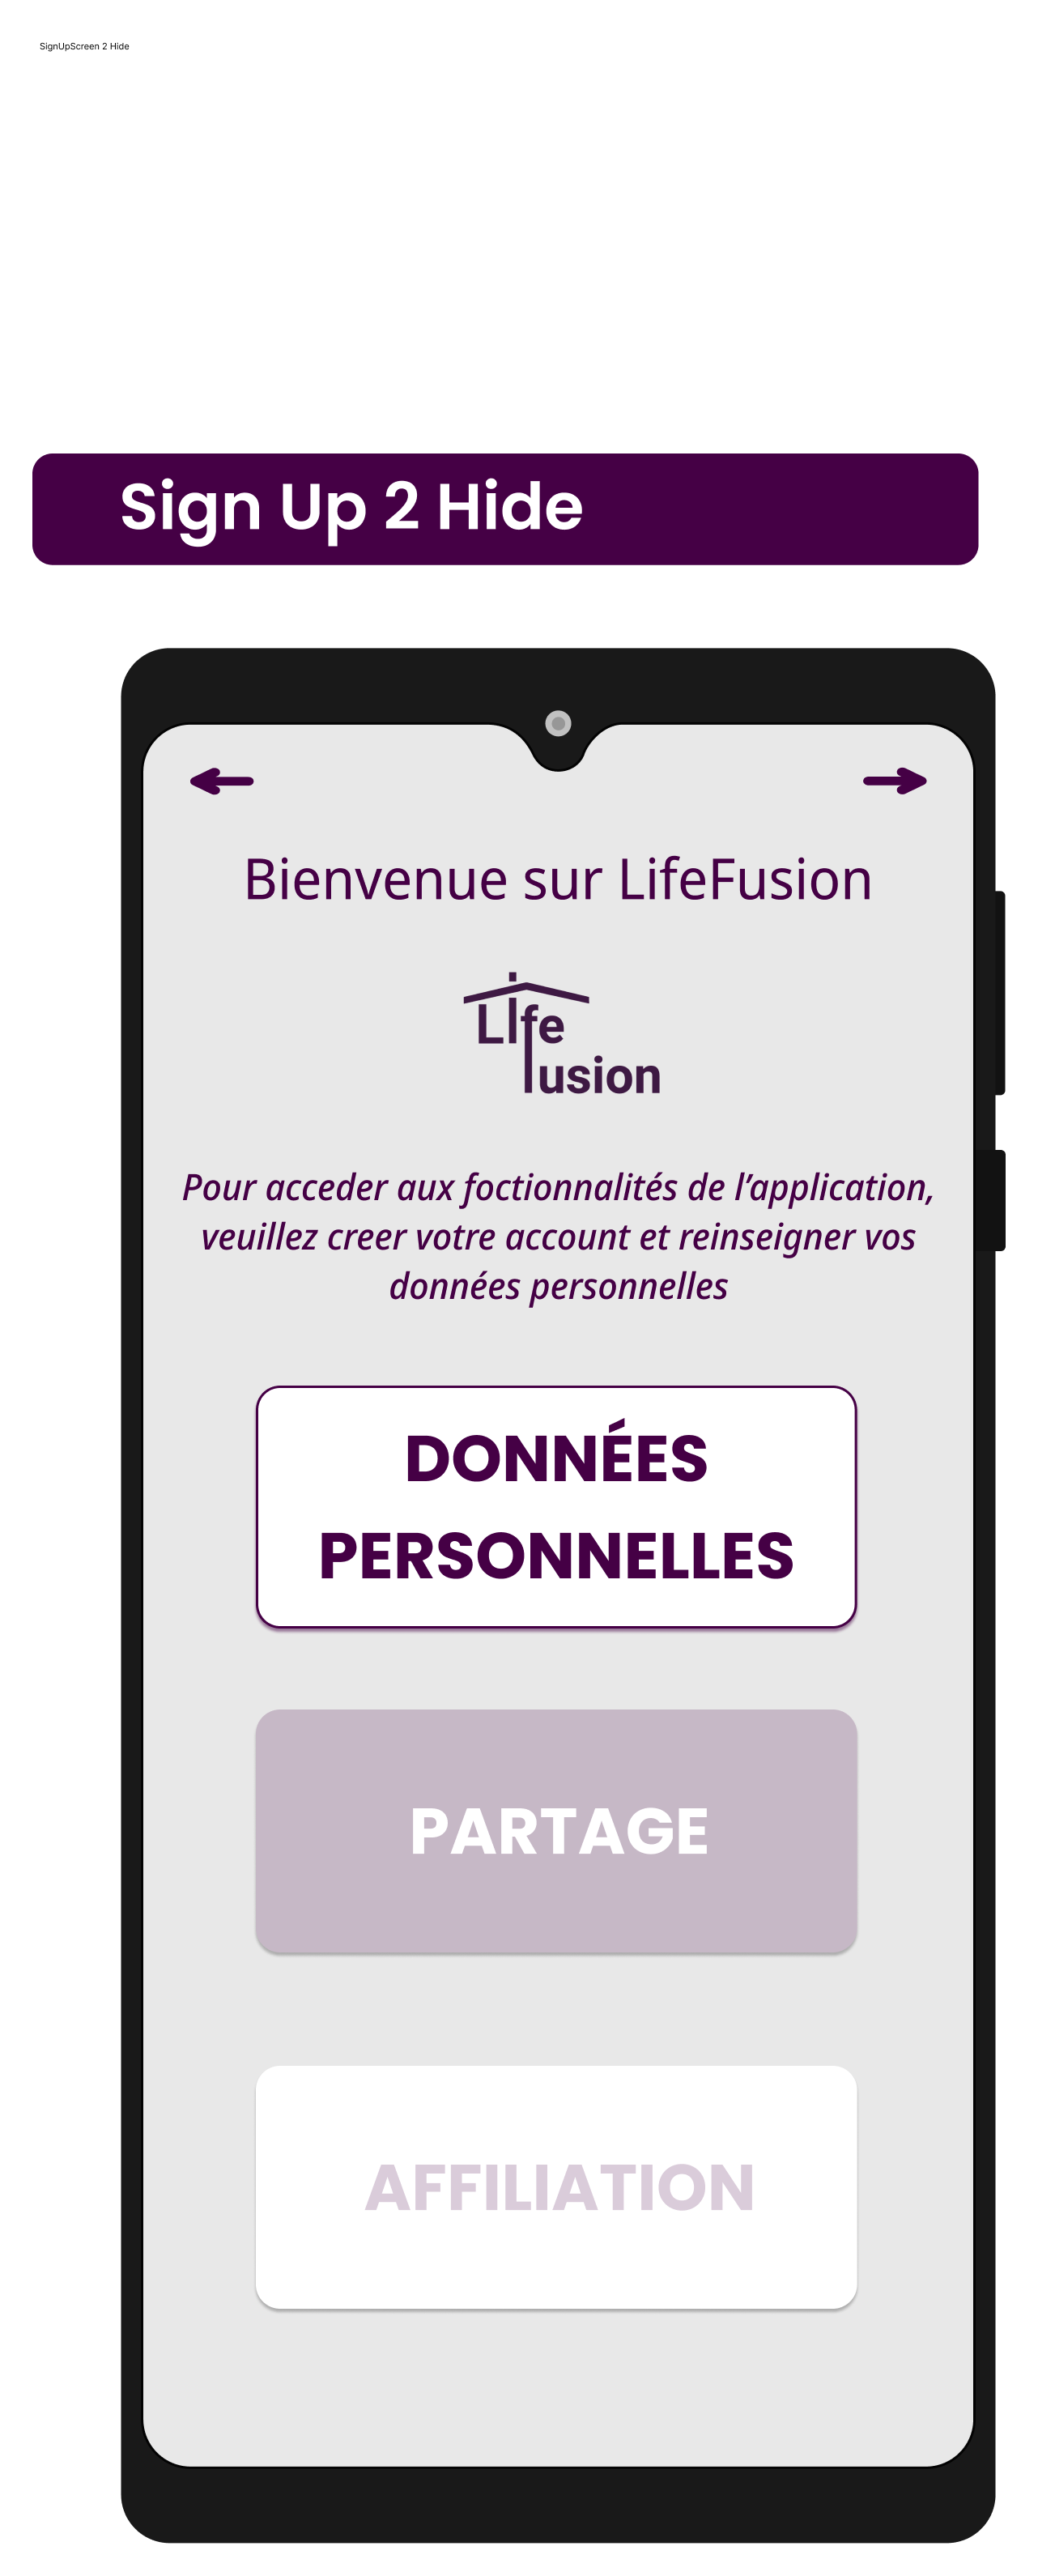 SignUpScreen 2 Hide
Sign Up 2 Hide
Bienvenue sur LifeFusion
LIfe
fusion
Pour acceder aux foctionnalités de l’application,
veuillez creer votre account et reinseigner vos
données personnelles
DONNÉES
PERSONNELLES
PARTAGE
AFFILIATION